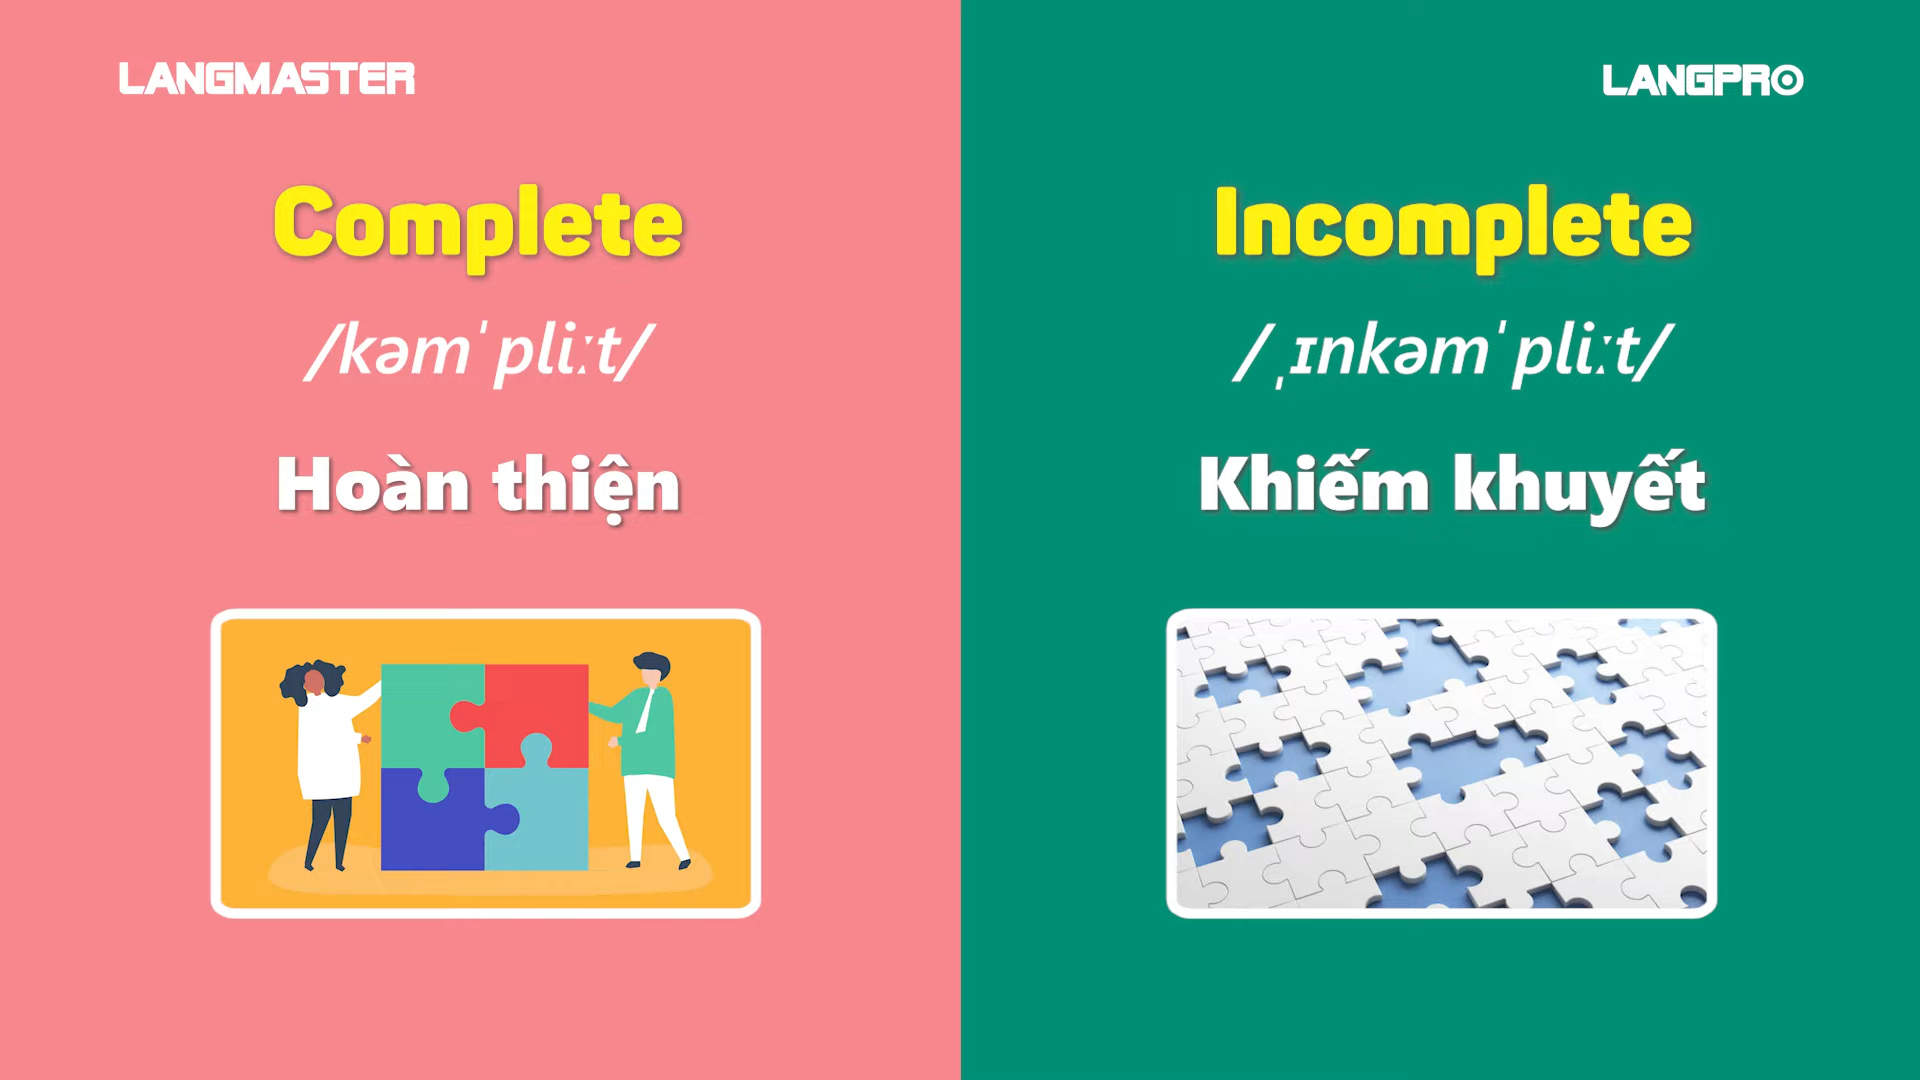 LANGMASTER
Complete
/kəmˈpliːt/
Hoàn thiện
LANGPRO
Incomplete
/ˌɪnkəmˈpliːt/
Khiếm khuyết